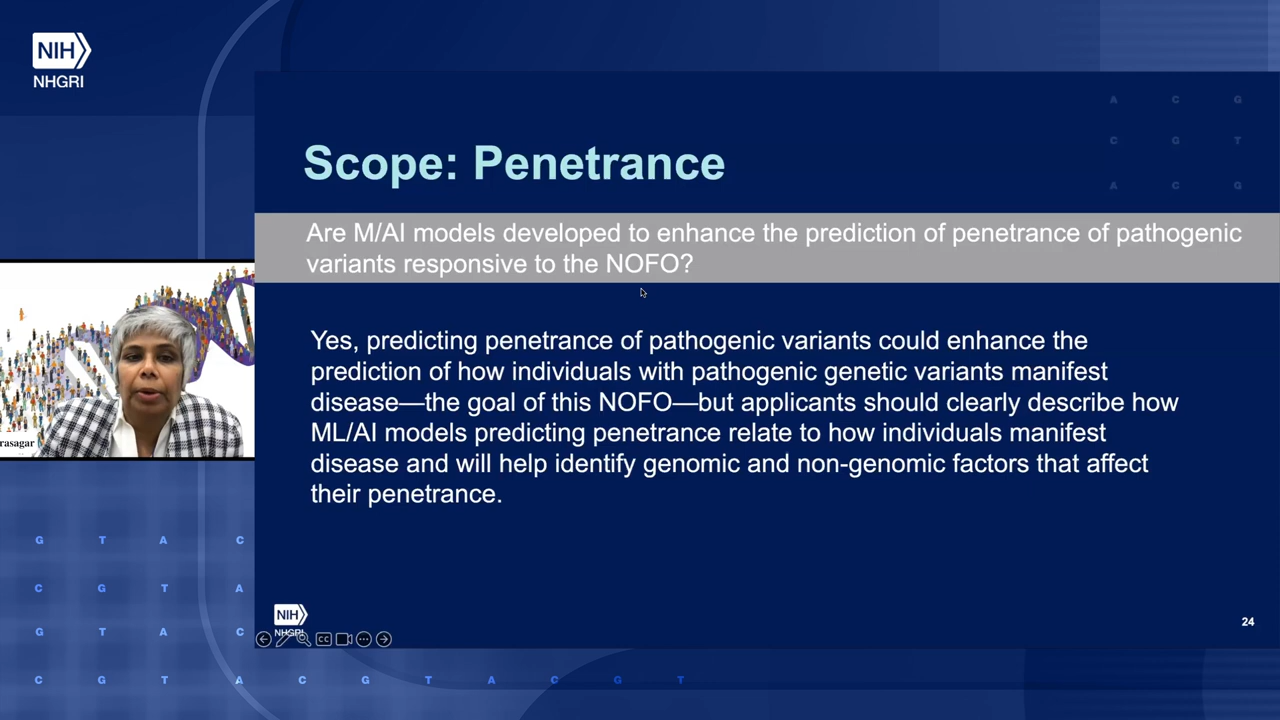 NIH
NHGRI
A C G
Scope: Penetrance
C G T
A C G
Are M/AI models developed to enhance the prediction of penetrance of pathogenic
variants responsive to the NOFO?
Yes, predicting penetrance of pathogenic variants could enhance the
prediction of how individuals with pathogenic genetic variants manifest
disease—the goal of this NOFO—but applicants should clearly describe how
ML/AI models predicting penetrance relate to how individuals manifest
disease and will help identify genomic and non-genomic factors that affect
their penetrance.
rasagar
G T A C
C G T A
NIH
NHGRI
24
CC
G T A C
C G T A C G T A C G T